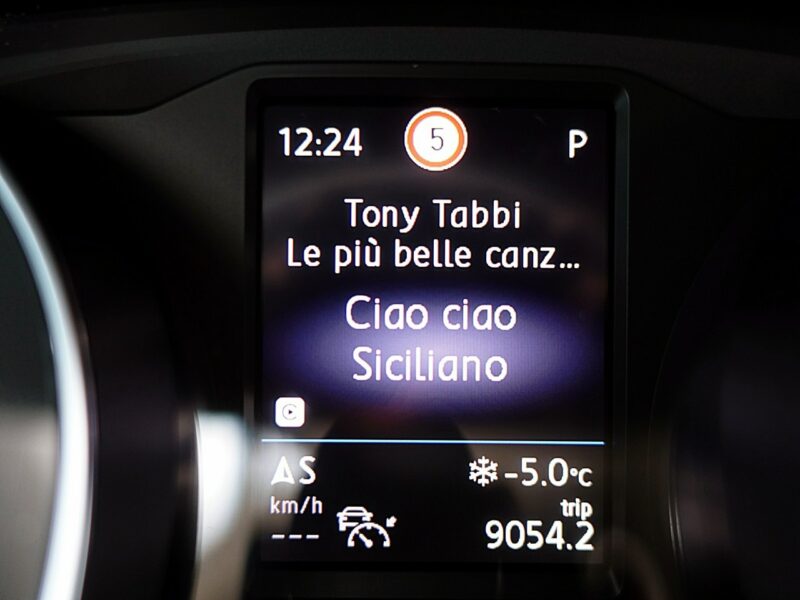 12:24 5 P
Tony Tabbi
Le più belle canz...
Ciao ciao
Siciliano
S -5.0°C
km/h trip
--- 9054.2